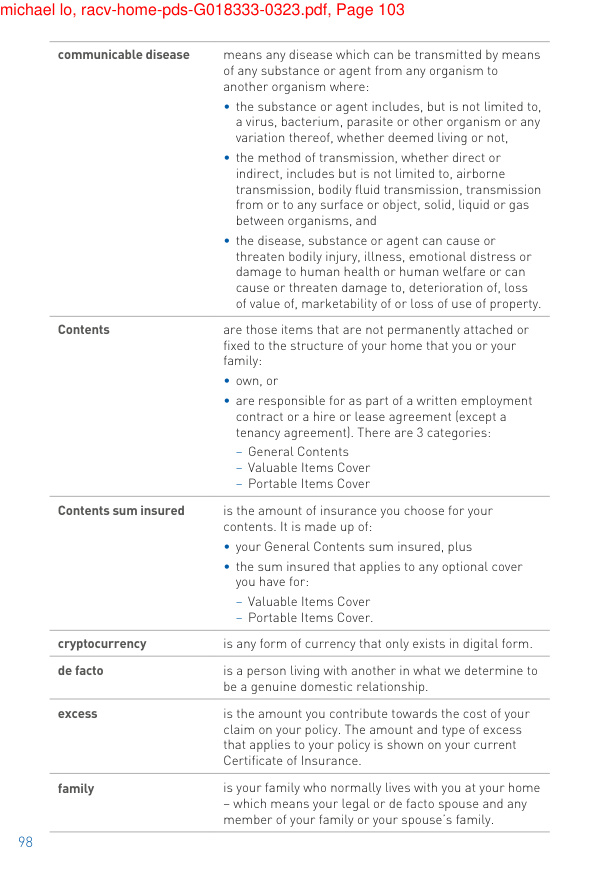 michael lo, racv-home-pds-G018333-0323.pdf, Page 103
communicable disease
means any disease which can be transmitted by means
of any substance or agent from any organism to
another organism where:
• the substance or agent includes, but is not limited to,
a virus, bacterium, parasite or other organism or any
variation thereof, whether deemed living or not,
• the method of transmission, whether direct or
indirect, includes but is not limited to, airborne
transmission, bodily fluid transmission, transmission
from or to any surface or object, solid, liquid or gas
between organisms, and
• the disease, substance or agent can cause or
threaten bodily injury, illness, emotional distress or
damage to human health or human welfare or can
cause or threaten damage to, deterioration of, loss
of value of, marketability of or loss of use of property.
Contents
are those items that are not permanently attached or
fixed to the structure of your home that you or your
family:
• own, or
• are responsible for as part of a written employment
contract or a hire or lease agreement (except a
tenancy agreement). There are 3 categories:
– General Contents
– Valuable Items Cover
– Portable Items Cover
Contents sum insured
is the amount of insurance you choose for your
contents. It is made up of:
• your General Contents sum insured, plus
• the sum insured that applies to any optional cover
you have for:
– Valuable Items Cover
– Portable Items Cover.
cryptocurrency
is any form of currency that only exists in digital form.
de facto
is a person living with another in what we determine to
be a genuine domestic relationship.
excess
is the amount you contribute towards the cost of your
claim on your policy. The amount and type of excess
that applies to your policy is shown on your current
Certificate of Insurance.
family
is your family who normally lives with you at your home
– which means your legal or de facto spouse and any
member of your family or your spouse's family.
98